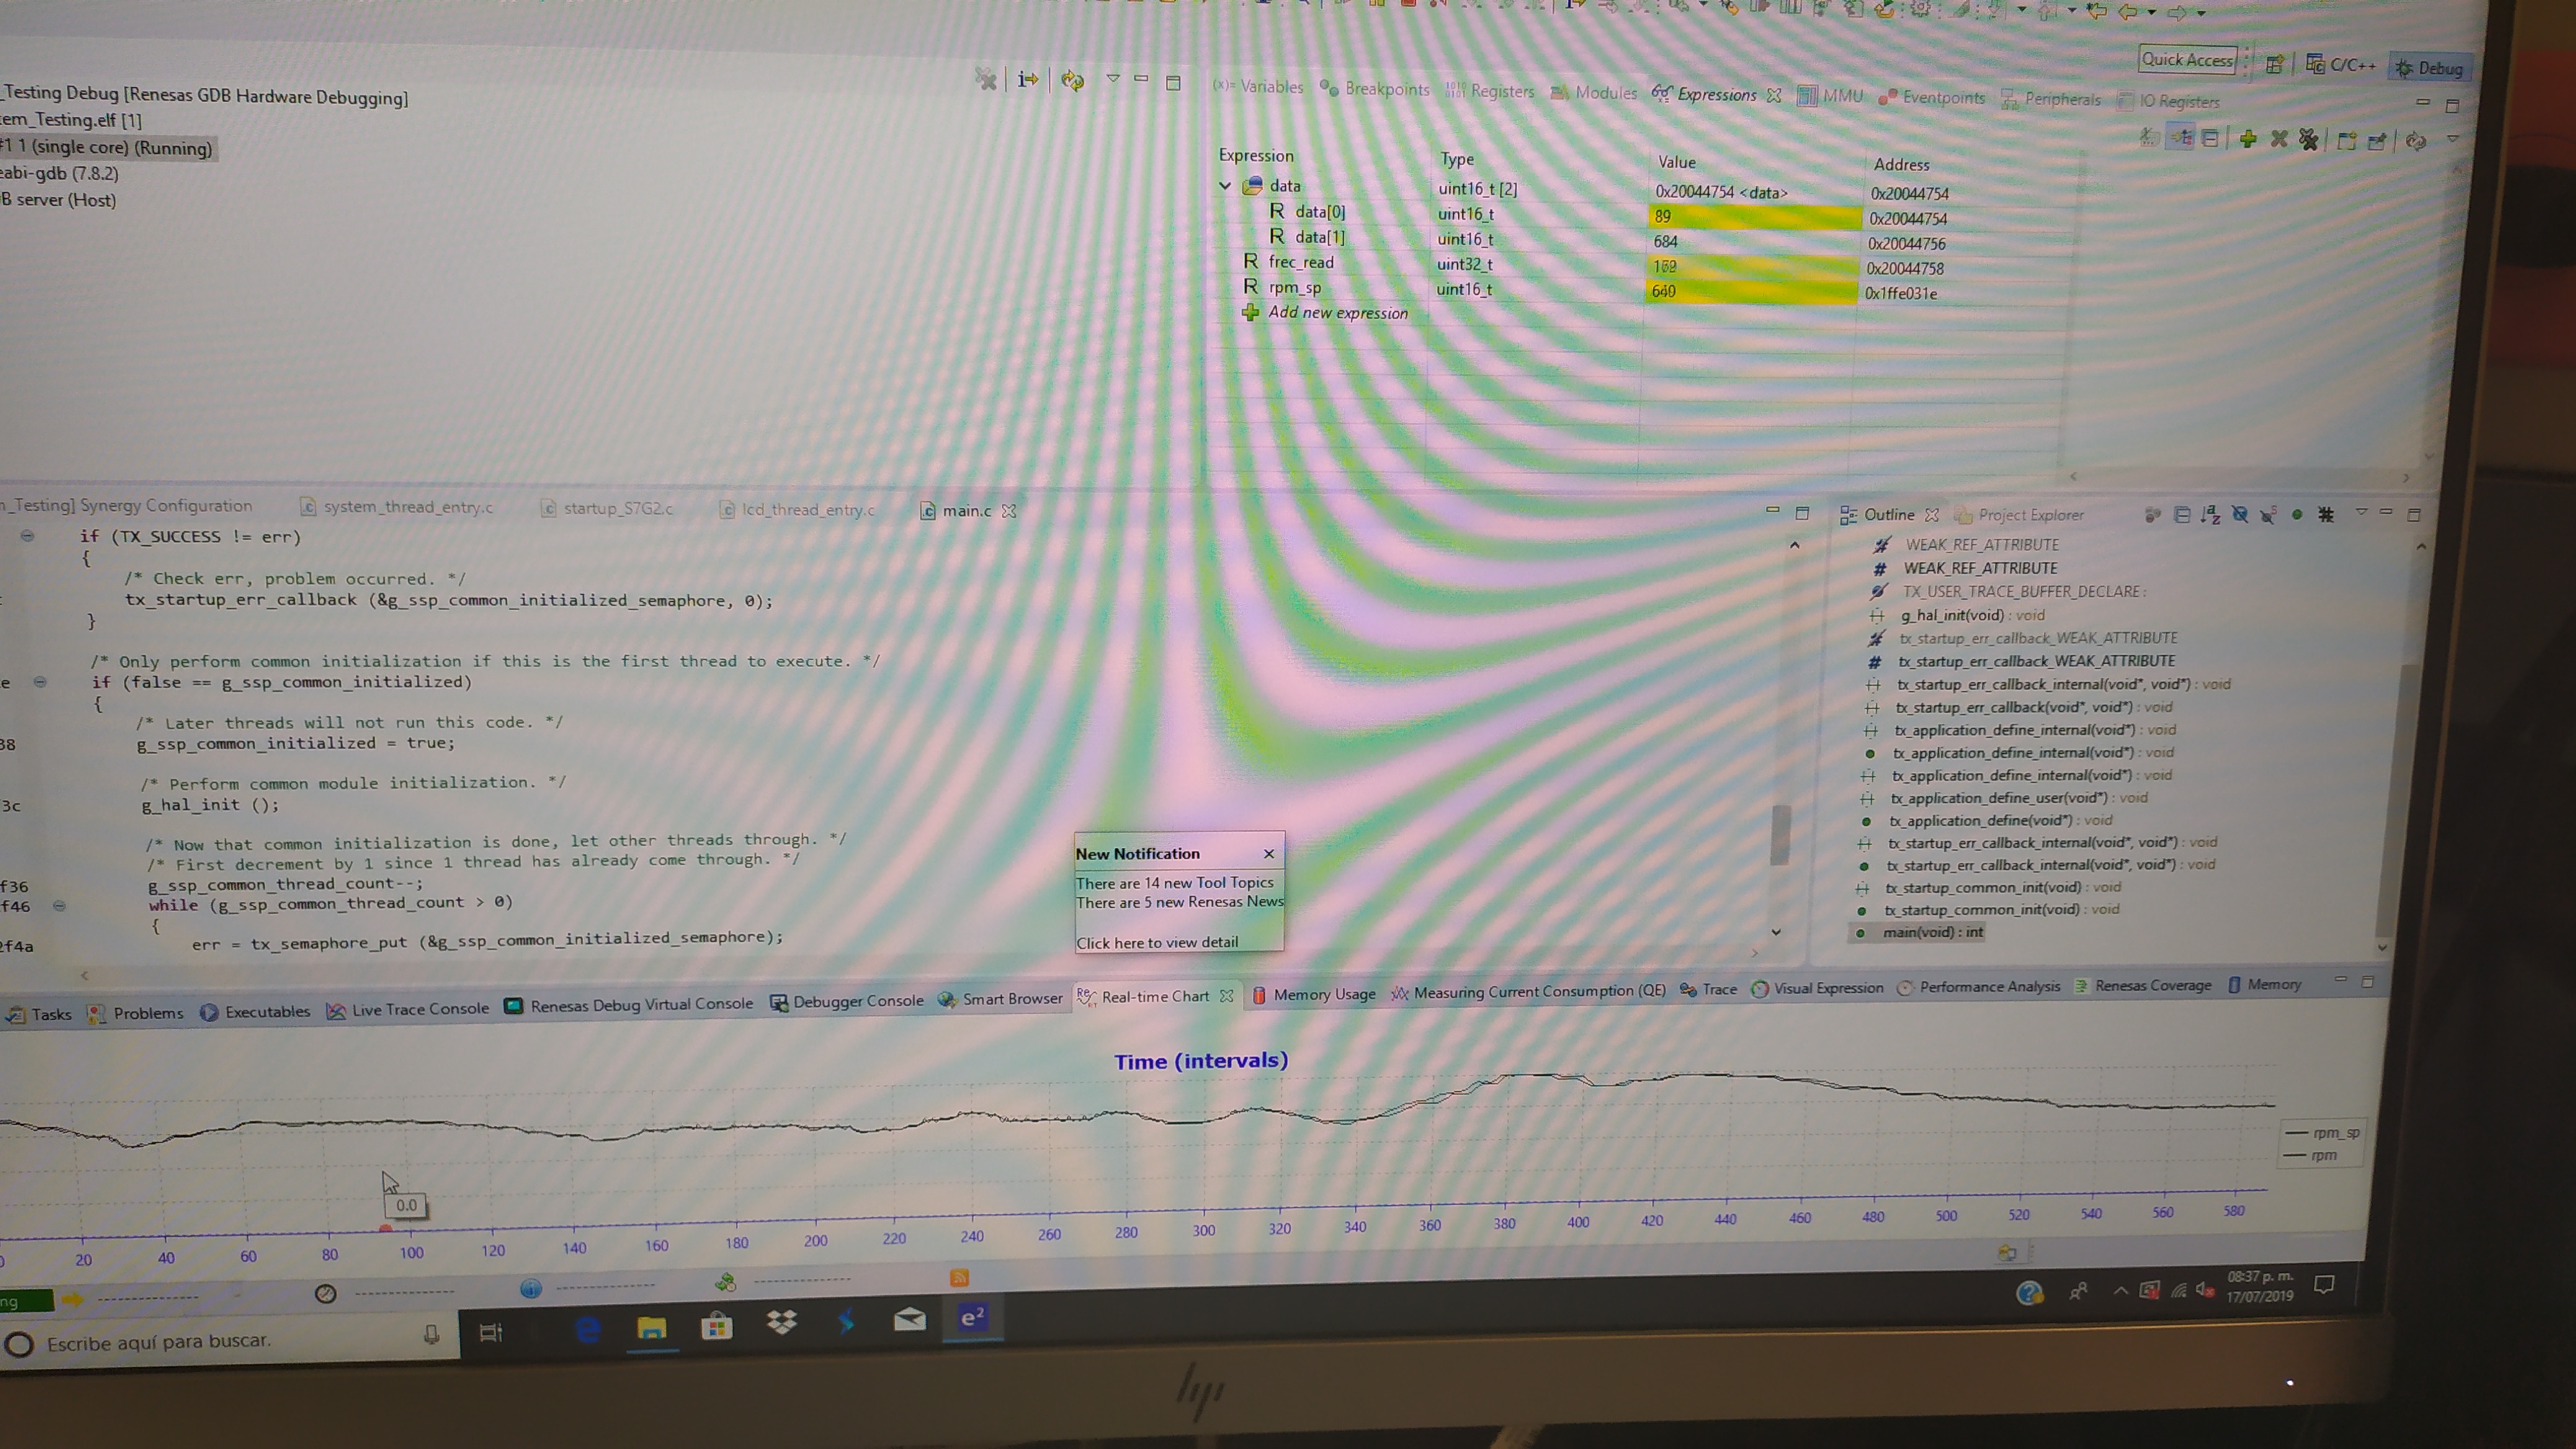 Quick Access
C/C++
Debug
_Testing Debug [Renesas GDB Hardware Debugging]
em_Testing.elf [1]
#1 1 (single core) (Running)
eabi-gdb (7.8.2)
B server (Host)
(x)= Variables
Breakpoints
Registers
Modules
Expressions
MMU
Eventpoints
Peripherals
IO Registers
Expression Type Value Address
data uint16_t [2] 0x20044754 <data> 0x20044754
R data[0] uint16_t 89 0x20044754
R data[1] uint16_t 684 0x20044756
R frec_read uint32_t 0x20044758
R rpm_sp uint16_t 640 0x1ffe031e
Add new expression
_Testing] Synergy Configuration
system_thread_entry.c
startup_S7G2.c
lcd_thread_entry.c
main.c
if (TX_SUCCESS != err)
{
/* Check err, problem occurred. */
tx_startup_err_callback (&g_ssp_common_initialized_semaphore, 0);
}
/* Only perform common initialization if this is the first thread to execute. */
e if (false == g_ssp_common_initialized)
{
/* Later threads will not run this code. */
38 g_ssp_common_initialized = true;
/* Perform common module initialization. */
3c g_hal_init ();
/* Now that common initialization is done, let other threads through. */
/* First decrement by 1 since 1 thread has already come through. */
f36 g_ssp_common_thread_count--;
f46 while (g_ssp_common_thread_count > 0)
{
2f4a err = tx_semaphore_put (&g_ssp_common_initialized_semaphore);
New Notification
There are 14 new Tool Topics
There are 5 new Renesas News
Click here to view detail
Outline
Project Explorer
WEAK_REF_ATTRIBUTE
# WEAK_REF_ATTRIBUTE
TX_USER_TRACE_BUFFER_DECLARE :
g_hal_init(void) : void
tx_startup_err_callback_WEAK_ATTRIBUTE
# tx_startup_err_callback_WEAK_ATTRIBUTE
tx_startup_err_callback_internal(void*, void*) : void
tx_startup_err_callback(void*, void*) : void
tx_application_define_internal(void*) : void
tx_application_define_internal(void*) : void
tx_application_define_internal(void*) : void
tx_application_define_user(void*) : void
tx_application_define(void*) : void
tx_startup_err_callback_internal(void*, void*) : void
tx_startup_err_callback_internal(void*, void*) : void
tx_startup_common_init(void) : void
tx_startup_common_init(void) : void
main(void) : int
Tasks
Problems
Executables
Live Trace Console
Renesas Debug Virtual Console
Debugger Console
Smart Browser
Real-time Chart
Memory Usage
Measuring Current Consumption (QE)
Trace
Visual Expression
Performance Analysis
Renesas Coverage
Memory
Time (intervals)
rpm_sp
rpm
0.0
0 20 40 60 80 100 120 140 160 180 200 220 240 260 280 300 320 340 360 380 400 420 440 460 480 500 520 540 560 580
ng
Escribe aquí para buscar.
e²
08:37 p. m.
17/07/2019
hp